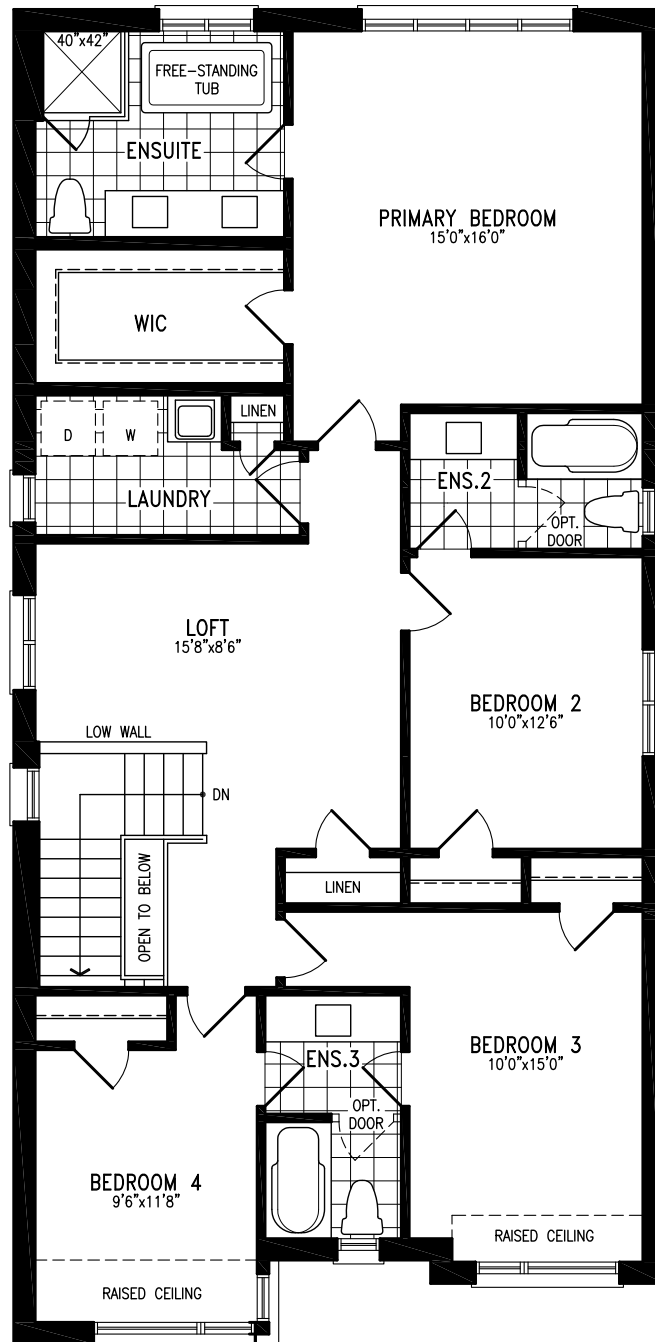 40"x42"
FREE-STANDING
TUB
ENSUITE
PRIMARY BEDROOM
15'0"x16'0"
WIC
LINEN
D
W
LAUNDRY
ENS.2
OPT.
DOOR
LOFT
15'8"x8'6"
BEDROOM 2
10'0"x12'6"
LOW WALL
DN
OPEN TO BELOW
LINEN
ENS.3
BEDROOM 3
10'0"x15'0"
OPT.
DOOR
BEDROOM 4
9'6"x11'8"
RAISED CEILING
RAISED CEILING